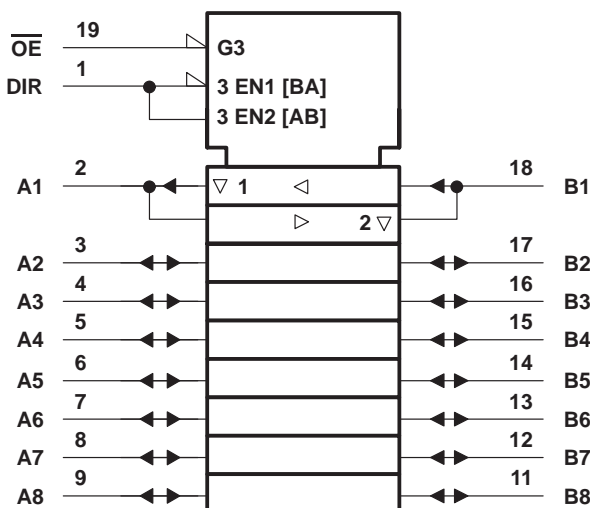 19
OE
G3
1
DIR
3 EN1 [BA]
3 EN2 [AB]
2
A1
▽ 1
◁
18
B1
▷
2 ▽
3
A2
17
B2
4
A3
16
B3
5
A4
15
B4
6
A5
14
B5
7
A6
13
B6
8
A7
12
B7
9
A8
11
B8